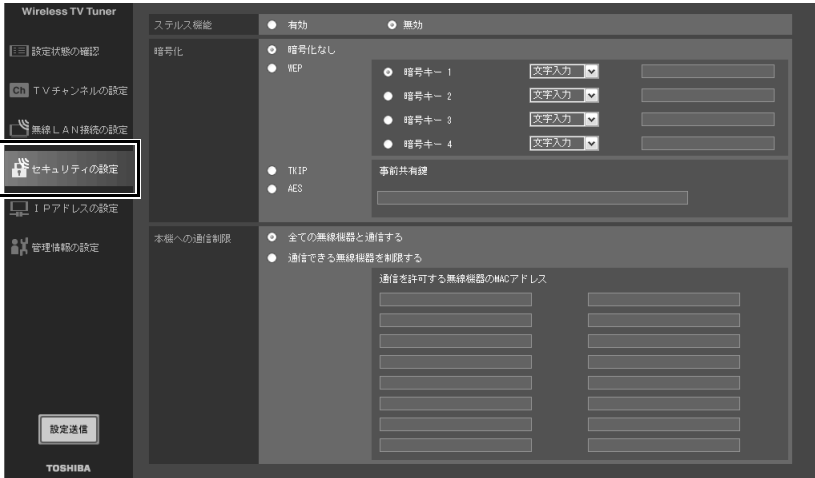 Wireless TV Tuner
設定状態の確認
Ch TVチャンネルの設定
無線LAN接続の設定
セキュリティの設定
IPアドレスの設定
管理情報の設定
設定送信
TOSHIBA
ステルス機能
有効 無効
暗号化
暗号化なし
WEP
暗号キー 1 文字入力
暗号キー 2 文字入力
暗号キー 3 文字入力
暗号キー 4 文字入力
TKIP 事前共有鍵
AES
本機への通信制限
全ての無線機器と通信する
通信できる無線機器を制限する
通信を許可する無線機器のMACアドレス